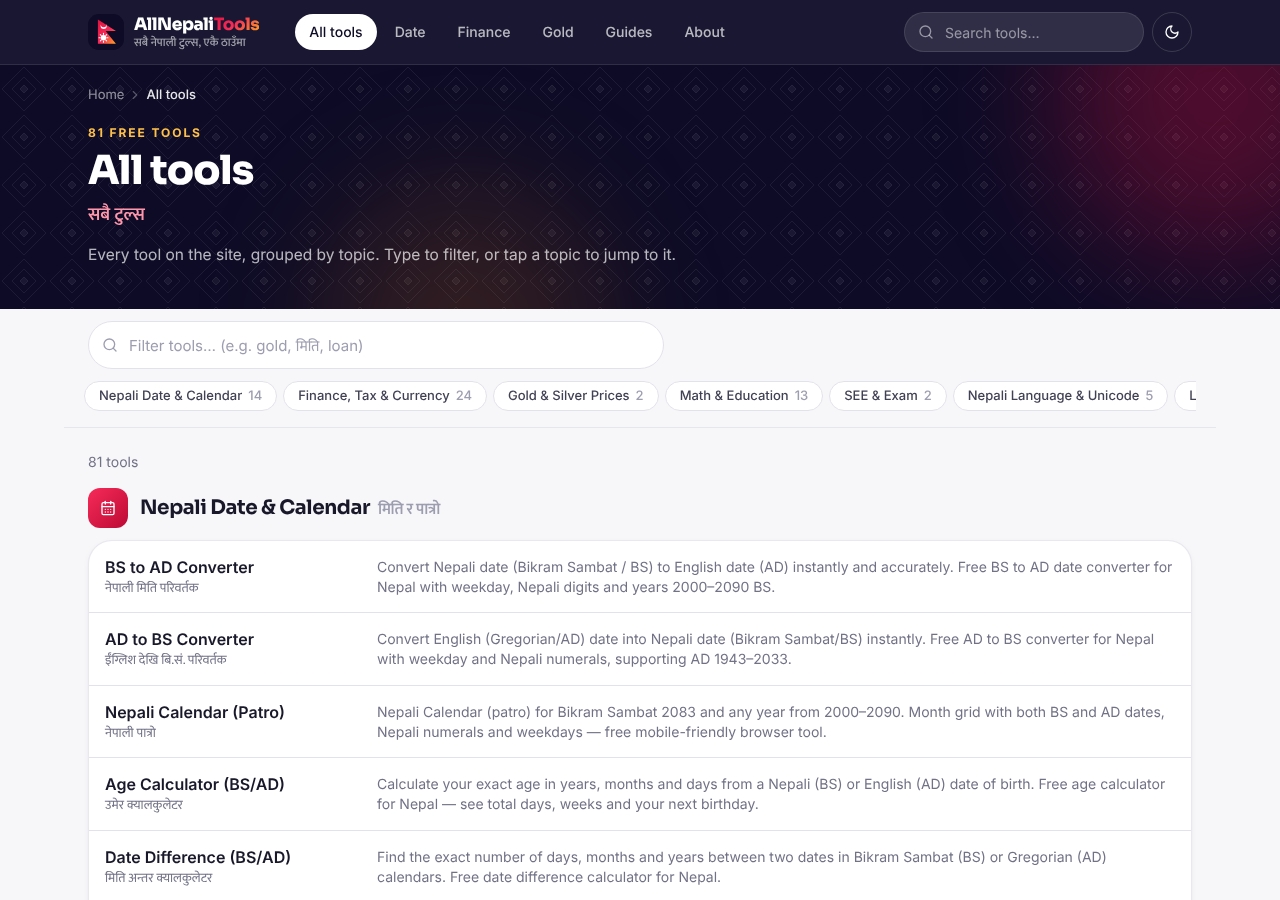 AllNepaliTools
सबै नेपाली टुल्स, एकै ठाउँमा
All tools
Date
Finance
Gold
Guides
About
Search tools...
Home
All tools
81 FREE TOOLS
All tools
सबै टुल्स
Every tool on the site, grouped by topic. Type to filter, or tap a topic to jump to it.
Filter tools... (e.g. gold, मिति, loan)
Nepali Date & Calendar 14
Finance, Tax & Currency 24
Gold & Silver Prices 2
Math & Education 13
SEE & Exam 2
Nepali Language & Unicode 5
81 tools
Nepali Date & Calendar मिति र पात्रो
BS to AD Converter
नेपाली मिति परिवर्तक
Convert Nepali date (Bikram Sambat / BS) to English date (AD) instantly and accurately. Free BS to AD date converter for
Nepal with weekday, Nepali digits and years 2000–2090 BS.
AD to BS Converter
ईंग्लिश देखि बि.सं. परिवर्तक
Convert English (Gregorian/AD) date into Nepali date (Bikram Sambat/BS) instantly. Free AD to BS converter for Nepal
with weekday and Nepali numerals, supporting AD 1943–2033.
Nepali Calendar (Patro)
नेपाली पात्रो
Nepali Calendar (patro) for Bikram Sambat 2083 and any year from 2000–2090. Month grid with both BS and AD dates,
Nepali numerals and weekdays — free mobile-friendly browser tool.
Age Calculator (BS/AD)
उमेर क्यालकुलेटर
Calculate your exact age in years, months and days from a Nepali (BS) or English (AD) date of birth. Free age calculator
for Nepal — see total days, weeks and your next birthday.
Date Difference (BS/AD)
मिति अन्तर क्यालकुलेटर
Find the exact number of days, months and years between two dates in Bikram Sambat (BS) or Gregorian (AD)
calendars. Free date difference calculator for Nepal.